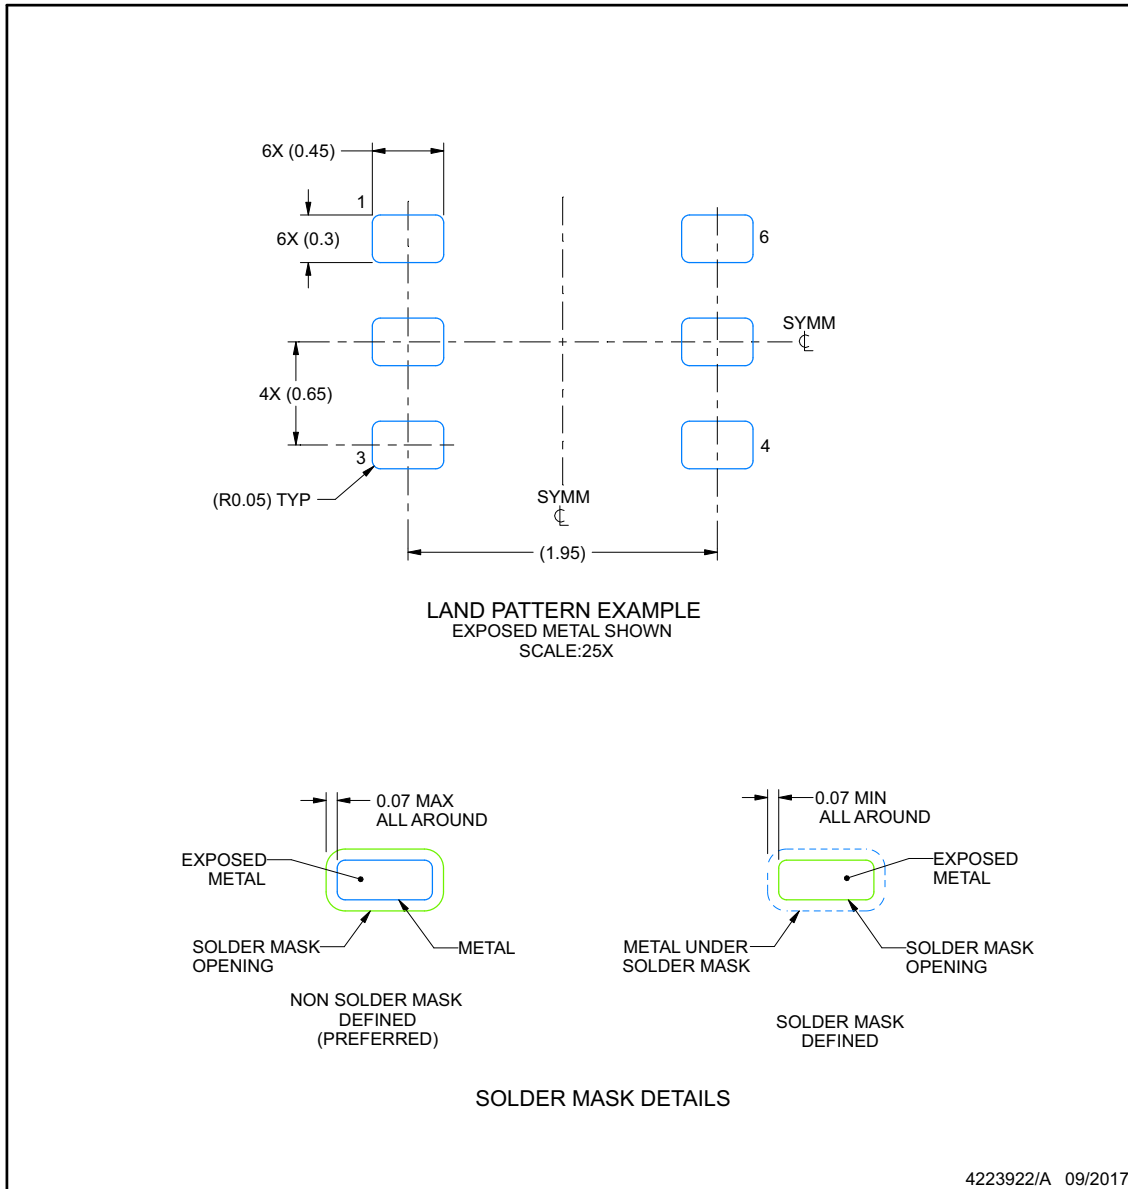 6X (0.45)
1
6X (0.3)
6
SYMM
℄
4X (0.65)
3
4
(R0.05) TYP
SYMM
℄
(1.95)
LAND PATTERN EXAMPLE
EXPOSED METAL SHOWN
SCALE:25X
0.07 MAX
ALL AROUND
EXPOSED
METAL
SOLDER MASK
OPENING
METAL
NON SOLDER MASK
DEFINED
(PREFERRED)
0.07 MIN
ALL AROUND
EXPOSED
METAL
METAL UNDER
SOLDER MASK
SOLDER MASK
OPENING
SOLDER MASK
DEFINED
SOLDER MASK DETAILS
4223922/A 09/2017